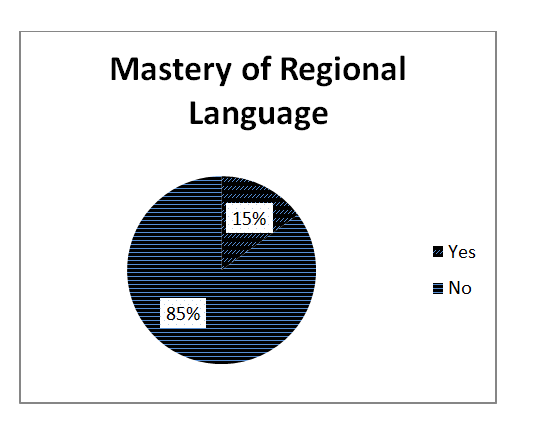 Mastery of Regional
Language
15%
Yes
No
85%